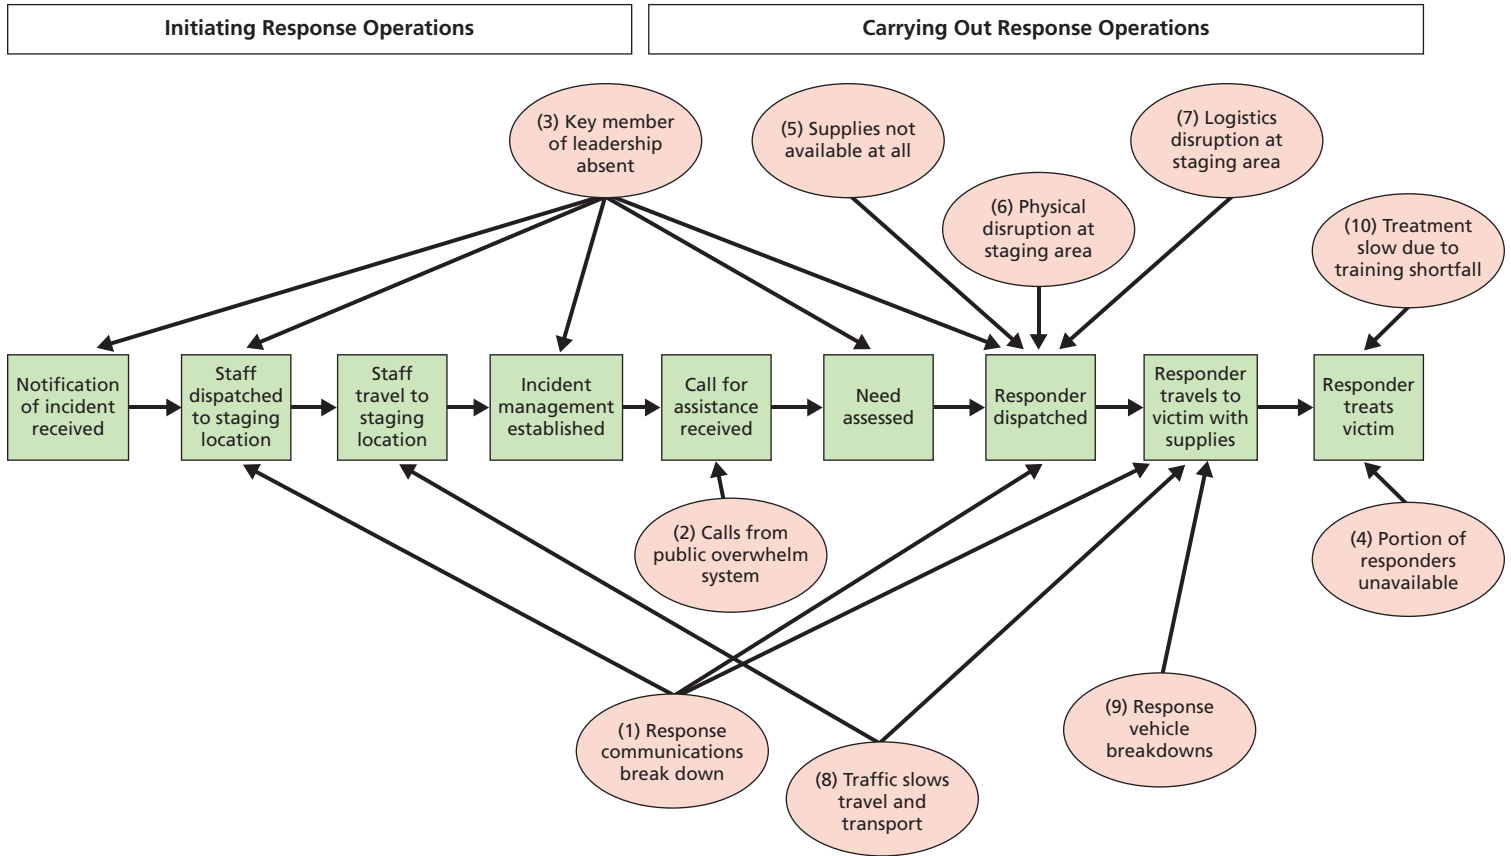 Initiating Response Operations
Carrying Out Response Operations
(3) Key member
of leadership
absent
(5) Supplies not
available at all
(7) Logistics
disruption at
staging area
(6) Physical
disruption at
staging area
(10) Treatment
slow due to
training shortfall
Notification
of incident
received
Staff
dispatched
to staging
location
Staff
travel to
staging
location
Incident
management
established
Call for
assistance
received
Need
assessed
Responder
dispatched
Responder
travels to
victim with
supplies
Responder
treats
victim
(2) Calls from
public overwhelm
system
(4) Portion of
responders
unavailable
(1) Response
communications
break down
(8) Traffic slows
travel and
transport
(9) Response
vehicle
breakdowns